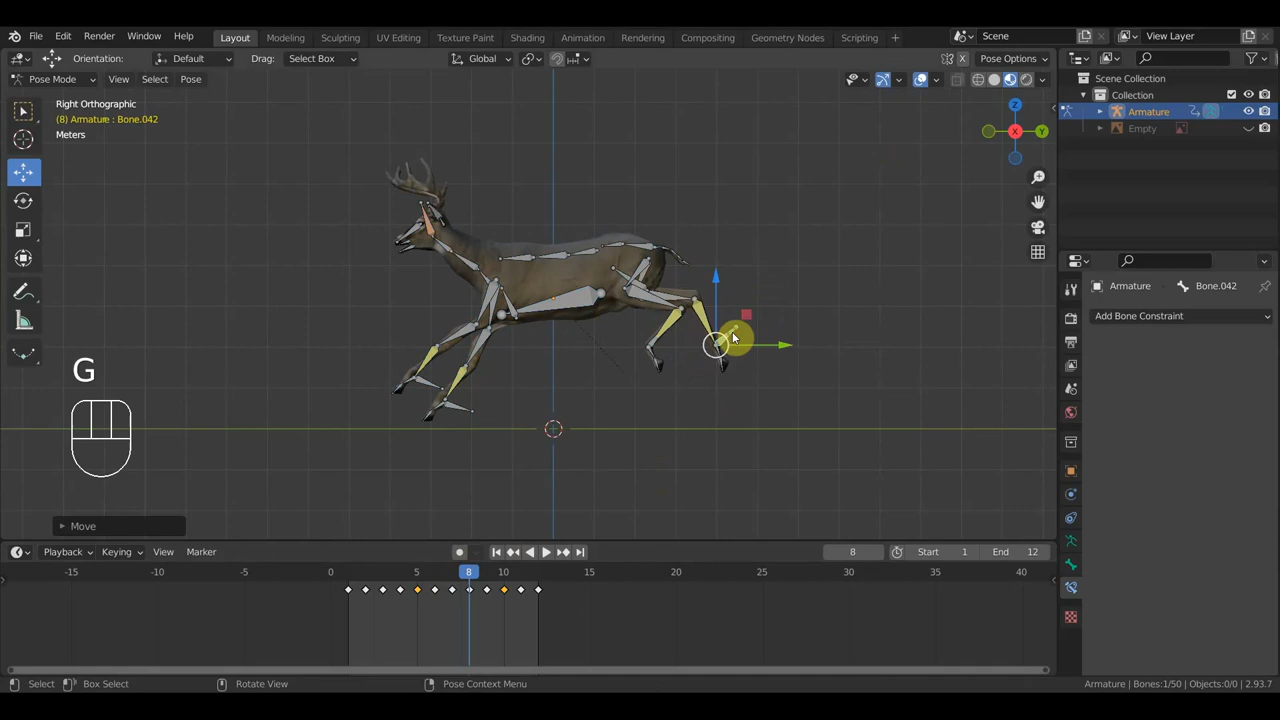 File Edit Render Window Help Layout Modeling Sculpting UV Editing Texture Paint Shading Animation Rendering Compositing Geometry Nodes Scripting + Scene View Layer
Orientation: Default Drag: Select Box Global Pose Options
Pose Mode View Select Pose
Right Orthographic
(8) Armature : Bone.042
Meters
Z
Y
X
Scene Collection
Collection
Armature
Empty
Armature Bone.042
Add Bone Constraint
G
Move
Playback Keying View Marker 8 Start 1 End 12
-15 -10 -5 0 5 8 10 15 20 25 30 35 40
Select Box Select Rotate View Pose Context Menu Armature | Bones:1/50 | Objects:0/0 | 2.93.7